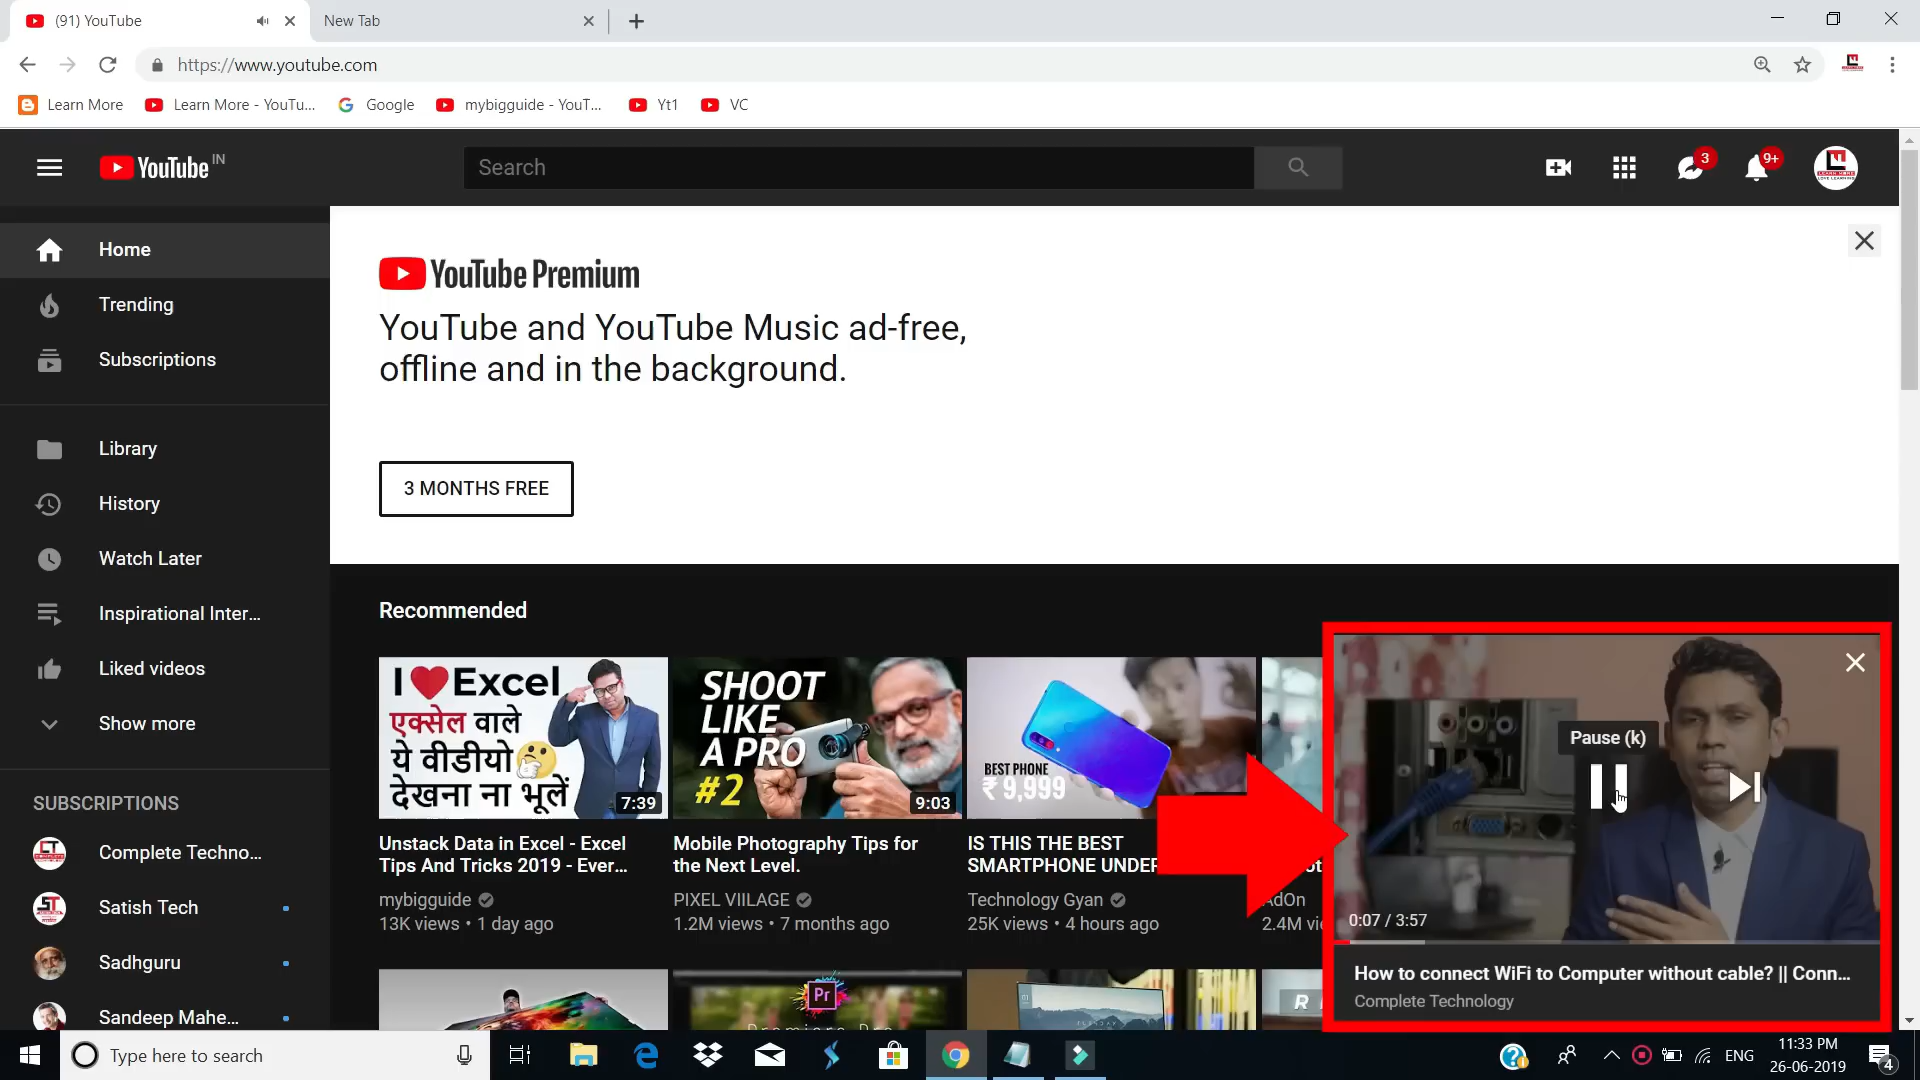 (91) YouTube
New Tab
https://www.youtube.com
Learn More
Learn More - YouTu...
Google
mybigguide - YouT...
Yt1
VC
YouTube IN
Search
3
9+
Home
Trending
Subscriptions
Library
History
Watch Later
Inspirational Inter...
Liked videos
Show more
SUBSCRIPTIONS
Complete Techno...
Satish Tech
Sadhguru
Sandeep Mahe...
YouTube Premium
YouTube and YouTube Music ad-free,
offline and in the background.
3 MONTHS FREE
Recommended
I Excel
एक्सेल वाले
ये वीडियो
देखना ना भूलें
7:39
Unstack Data in Excel - Excel
Tips And Tricks 2019 - Ever...
mybigguide
13K views • 1 day ago
SHOOT
LIKE
A PRO
#2
9:03
Mobile Photography Tips for
the Next Level.
PIXEL VIILAGE
1.2M views • 7 months ago
BEST PHONE
₹ 9,999
IS THIS THE BEST
SMARTPHONE UNDER
Technology Gyan
25K views • 4 hours ago
AdOn
2.4M vi
Pause (k)
0:07 / 3:57
How to connect WiFi to Computer without cable? || Conn...
Complete Technology
Pr
Type here to search
ENG
11:33 PM
26-06-2019
4